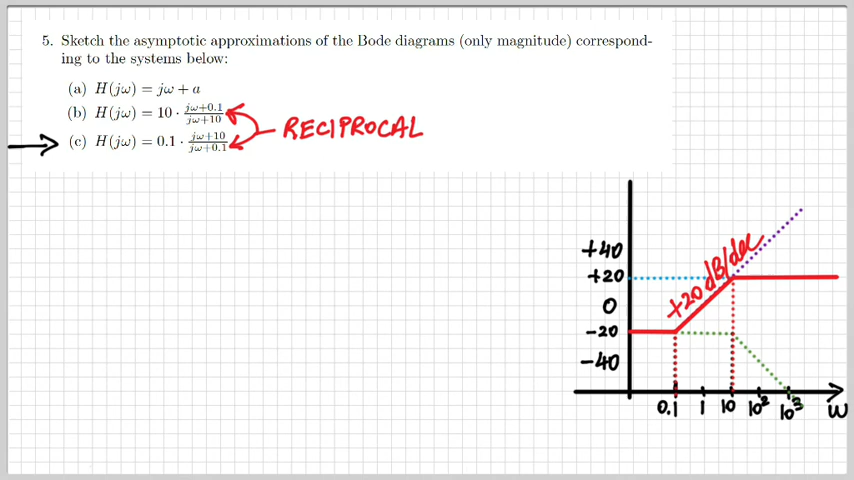 5. Sketch the asymptotic approximations of the Bode diagrams (only magnitude) correspond-
ing to the systems below:
(a) H(jω) = jω + a
(b) H(jω) = 10 · (jω+0.1)/(jω+10)
RECIPROCAL
(c) H(jω) = 0.1 · (jω+10)/(jω+0.1)
+20 dB/dec
+40
+20
0
-20
-40
0.1 1 10 10² 10³ ω